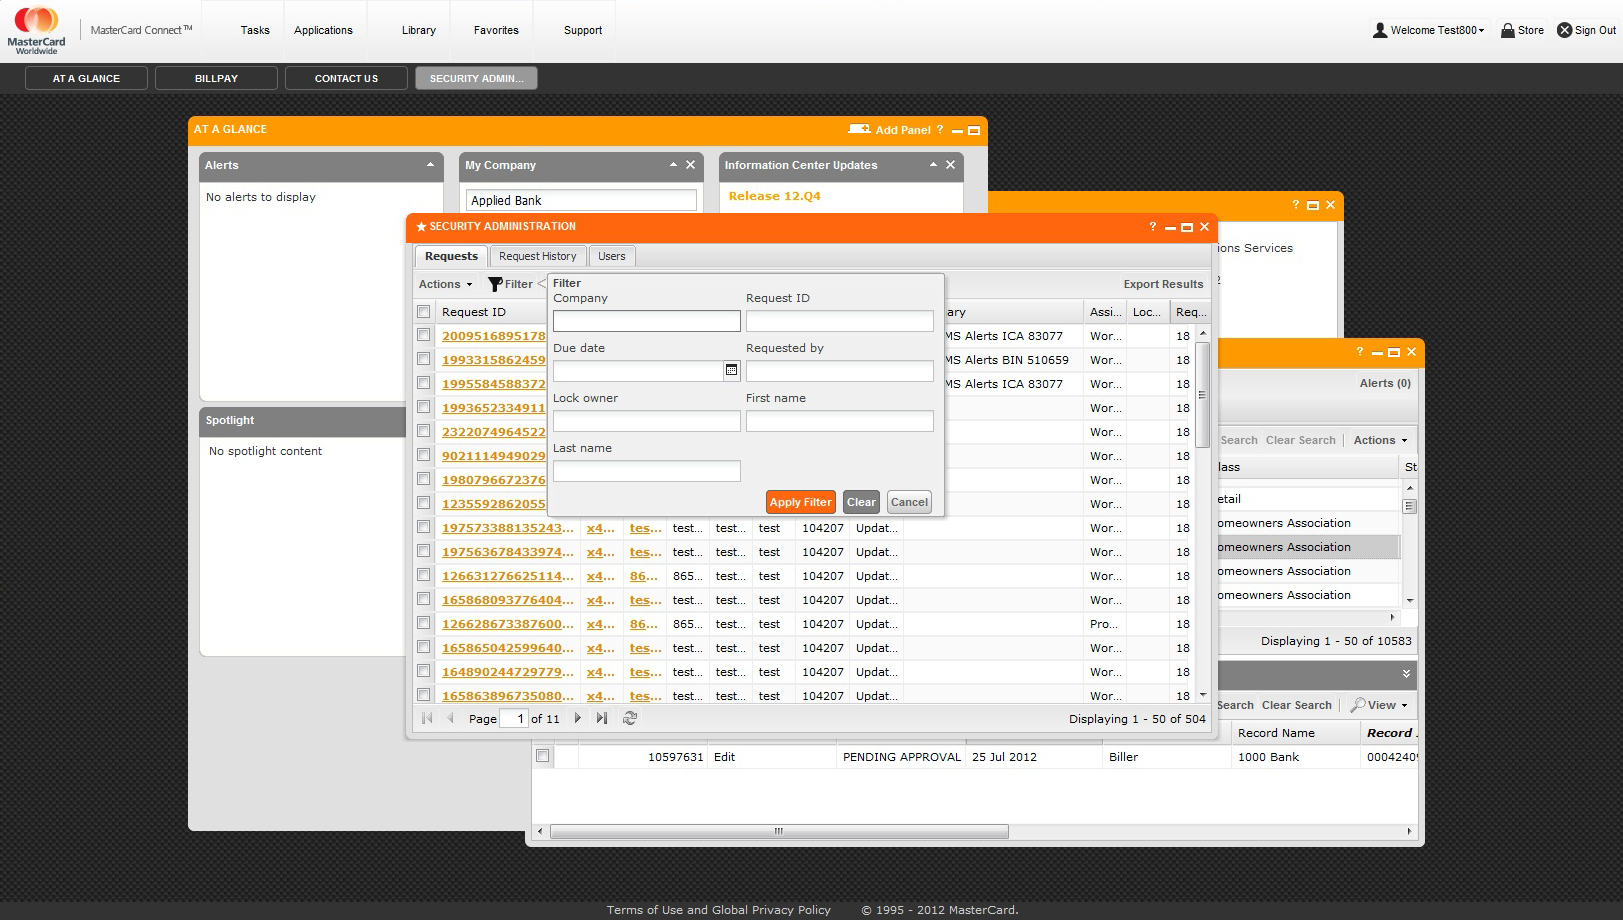 MasterCard Worldwide
MasterCard Connect™
Tasks
Applications
Library
Favorites
Support
Welcome Test800
Store
Sign Out
AT A GLANCE
BILLPAY
CONTACT US
SECURITY ADMIN...
AT A GLANCE
Add Panel ?
Alerts
No alerts to display
My Company
Applied Bank
Information Center Updates
Release 12.Q4
?
ions Services
2
Spotlight
No spotlight content
SECURITY ADMINISTRATION
?
Requests
Request History
Users
Actions
Filter
Export Results
Request ID
ary
Assi...
Loc...
Req...
2009516895178 MS Alerts ICA 83077 Wor... 18
1993315862459 MS Alerts BIN 510659 Wor... 18
1995584588372 MS Alerts ICA 83077 Wor... 18
1993652334911 Wor... 18
2322074964522 Wor... 18
9021114949029 Wor... 18
1980796672376 Wor... 18
1235592862055 Wor... 18
197573388135243... x4... tes... test... test... test 104207 Updat... Wor... 18
197563678433974... x4... tes... test... test... test 104207 Updat... Wor... 18
126631276625114... x4... 86... 865... test... test 104207 Updat... Wor... 18
165868093776404... x4... tes... test... test... test 104207 Updat... Wor... 18
126628673387600... x4... 86... 865... test... test 104207 Updat... Pro... 18
165865042599640... x4... tes... test... test... test 104207 Updat... Wor... 18
164890244729779... x4... tes... test... test... test 104207 Updat... Wor... 18
165863896735080... x4... tes... test... test... test 104207 Updat... Wor... 18
Page 1 of 11
Displaying 1 - 50 of 504
Filter
Company
Request ID
Due date
Requested by
Lock owner
First name
Last name
Apply Filter
Clear
Cancel
?
Alerts (0)
Search
Clear Search
Actions
lass
St
etail
omeowners Association
omeowners Association
omeowners Association
omeowners Association
Displaying 1 - 50 of 10583
Search
Clear Search
View
Record Name
Record
10597631 Edit PENDING APPROVAL 25 Jul 2012 Biller 1000 Bank 0004240
Terms of Use and Global Privacy Policy
© 1995 - 2012 MasterCard.